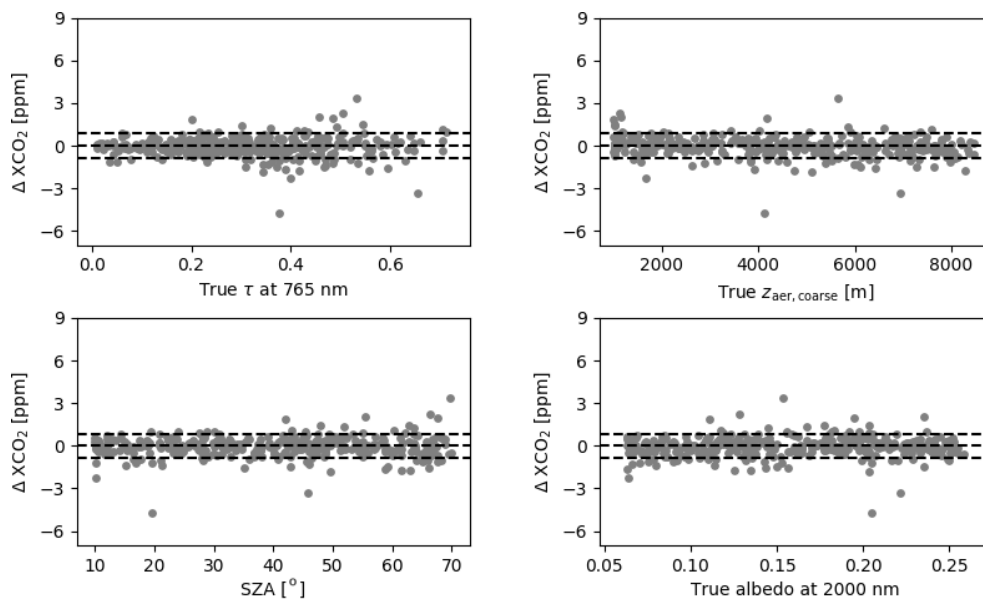 9
6
3
0
−3
−6
Δ XCO₂ [ppm]
0.0 0.2 0.4 0.6
True τ at 765 nm
9
6
3
0
−3
−6
Δ XCO₂ [ppm]
2000 4000 6000 8000
True z_aer, coarse [m]
9
6
3
0
−3
−6
Δ XCO₂ [ppm]
10 20 30 40 50 60 70
SZA [°]
9
6
3
0
−3
−6
Δ XCO₂ [ppm]
0.05 0.10 0.15 0.20 0.25
True albedo at 2000 nm